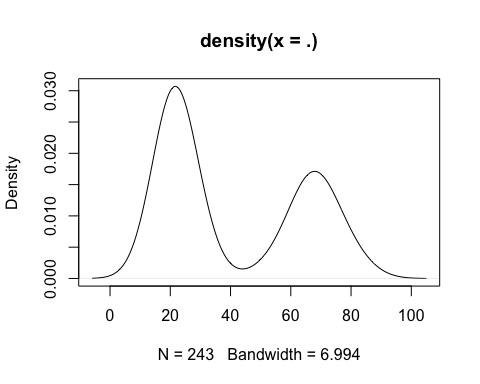 density(x = .)
Density
0.000 0.010 0.020 0.030
0 20 40 60 80 100
N = 243 Bandwidth = 6.994